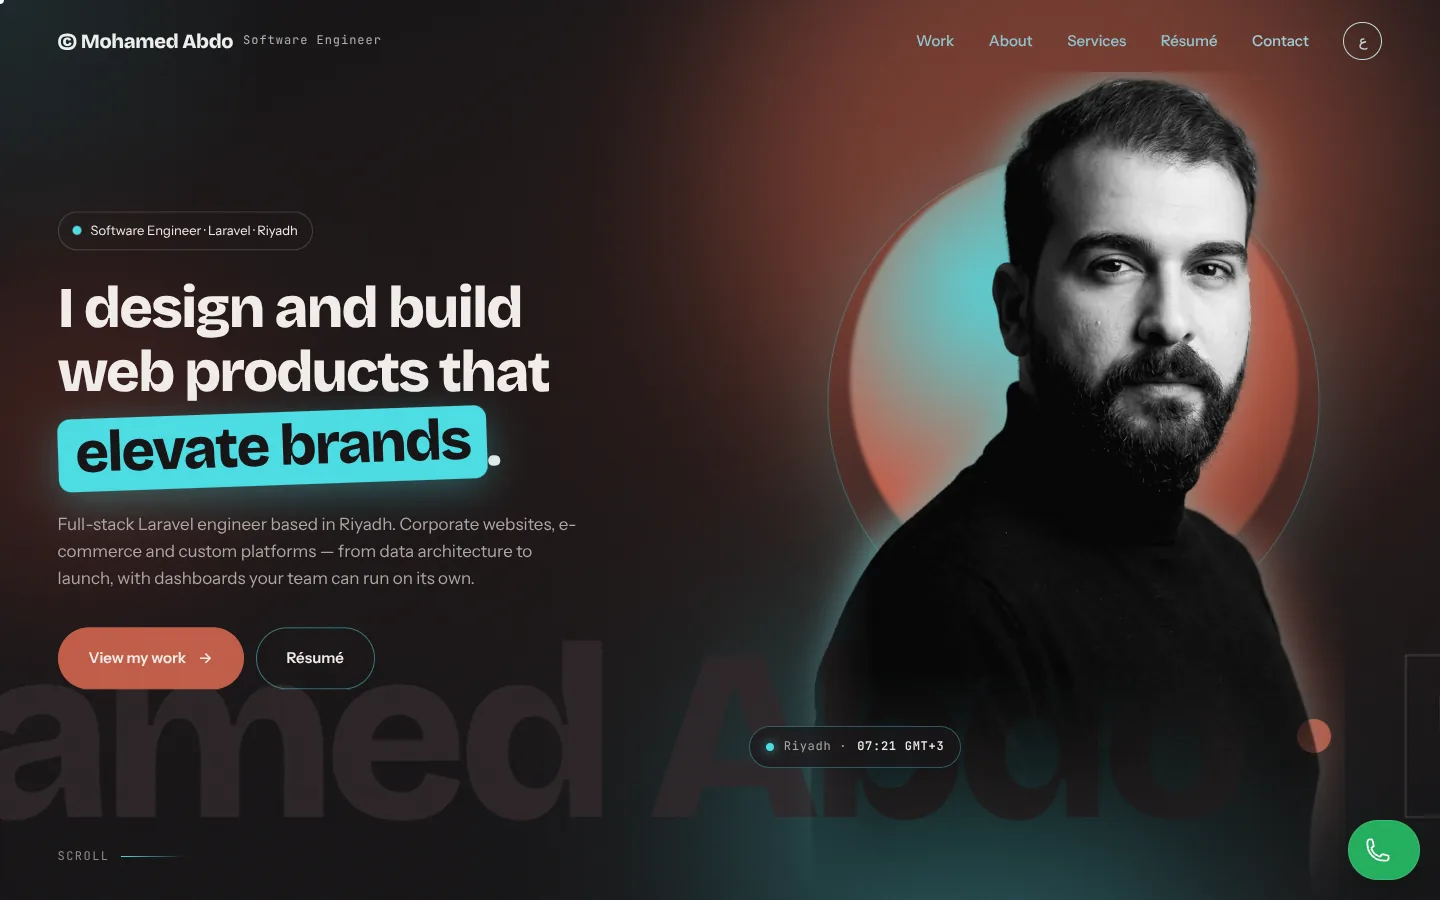 © Mohamed Abdo Software Engineer
Work About Services Résumé Contact ع
Software Engineer · Laravel · Riyadh
I design and build
web products that
elevate brands.
Full-stack Laravel engineer based in Riyadh. Corporate websites, e-
commerce and custom platforms — from data architecture to
launch, with dashboards your team can run on its own.
View my work → Résumé
amed Abdo
Riyadh · 07:21 GMT+3
SCROLL